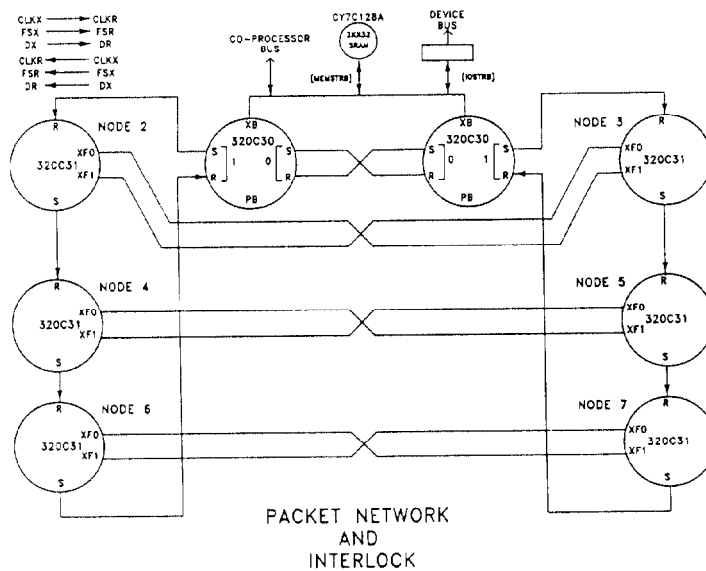 CLKX CLKR
FSX FSR
DX DR
CLKR CLKX
FSR FSX
DR DX
CO-PROCESSOR
BUS
CY7C128A
2KX32
SRAM
DEVICE
BUS
[MEMSTRB]
[IOSTRB]
R
NODE 2
320C31
XF0
XF1
S
XB
320C30
S
R
1 0
S
R
PB
XB
320C30
S
R
0 1
S
R
PB
NODE 3
R
XF0
320C31
XF1
S
R
NODE 4
XF0
320C31
XF1
S
NODE 5
R
XF0
320C31
XF1
S
R
NODE 6
XF0
320C31
XF1
S
NODE 7
R
XF0
320C31
XF1
S
PACKET NETWORK
AND
INTERLOCK